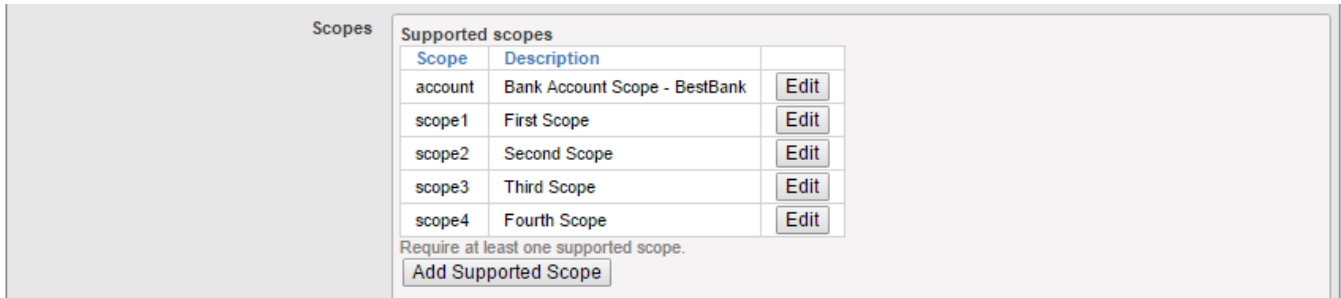 Scopes
Supported scopes
Scope Description
account Bank Account Scope - BestBank Edit
scope1 First Scope Edit
scope2 Second Scope Edit
scope3 Third Scope Edit
scope4 Fourth Scope Edit
Require at least one supported scope.
Add Supported Scope